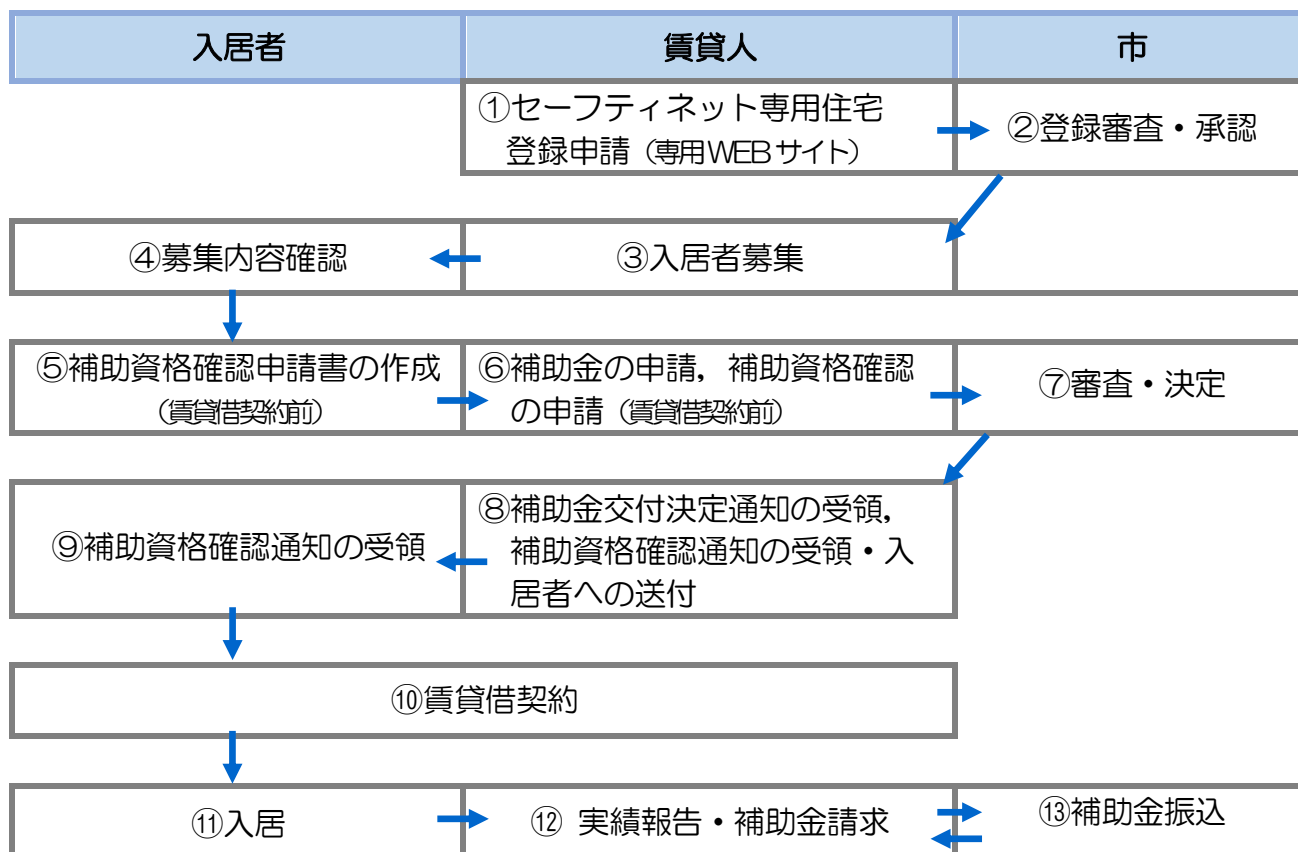 入居者
賃貸人
市
①セーフティネット専用住宅
登録申請（専用WEBサイト）
②登録審査・承認
④募集内容確認
③入居者募集
⑤補助資格確認申請書の作成
（賃貸借契約前）
⑥補助金の申請，補助資格確認
の申請（賃貸借契約前）
⑦審査・決定
⑨補助資格確認通知の受領
⑧補助金交付決定通知の受領，
補助資格確認通知の受領・入
居者への送付
⑩賃貸借契約
⑪入居
⑫ 実績報告・補助金請求
⑬補助金振込